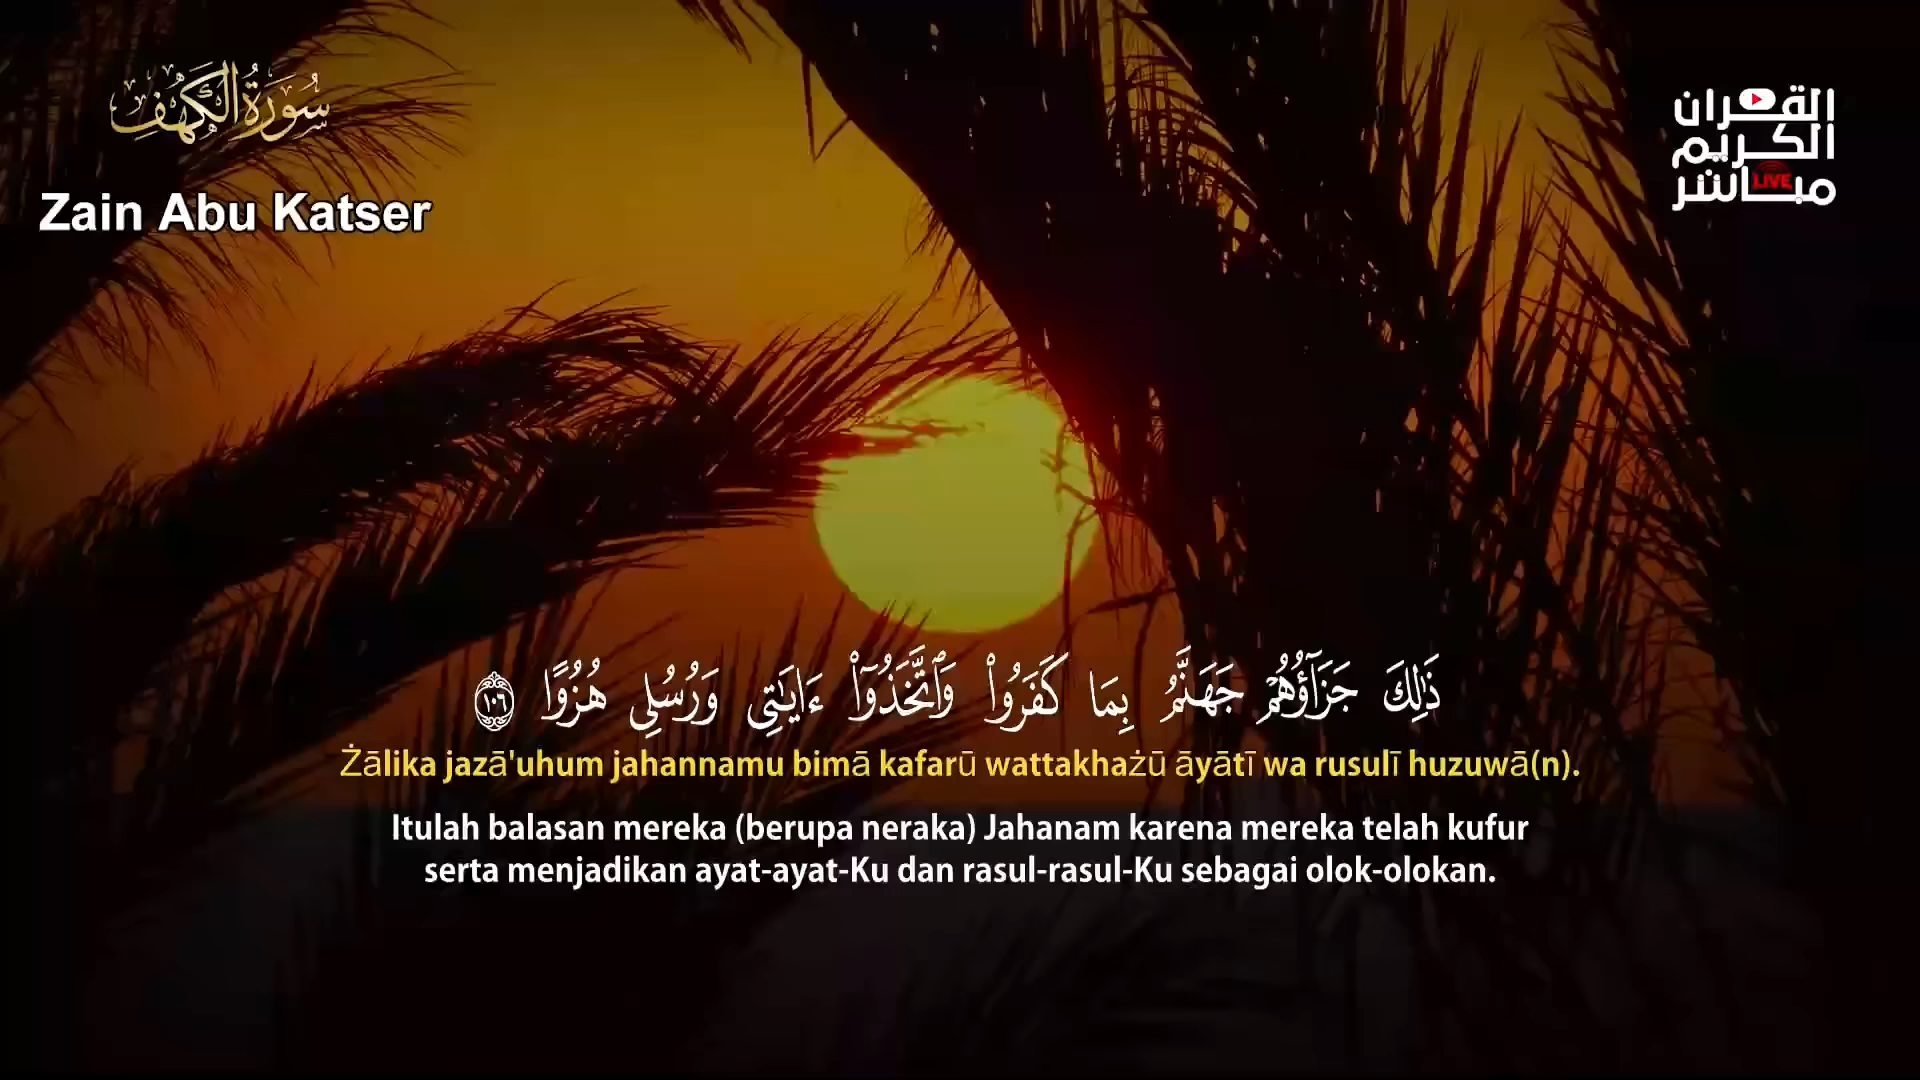 سُورَةُ الكَهْفِ
Zain Abu Katser
القرآن
الكريم
مباشر
LIVE
ذَٰلِكَ جَزَآؤُهُمْ جَهَنَّمُ بِمَا كَفَرُوا۟ وَٱتَّخَذُوٓا۟ ءَايَٰتِى وَرُسُلِى هُزُوًا ١٠٦
Żālika jazā'uhum jahannamu bimā kafarū wattakhażū āyātī wa rusulī huzuwā(n).
Itulah balasan mereka (berupa neraka) Jahanam karena mereka telah kufur
serta menjadikan ayat-ayat-Ku dan rasul-rasul-Ku sebagai olok-olokan.